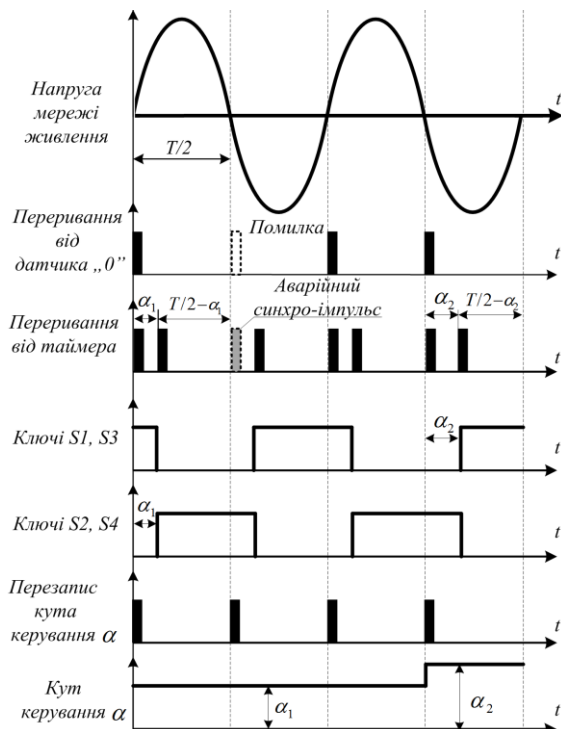 t
Напруга
мережі
живлення
T/2
Переривання
від
датчика „0”
Помилка
t
Аварійний
синхро-імпульс
α₁
T/2−α₁
α₂
T/2−α₂
Переривання
від таймера
t
Ключі S1, S3
α₂
t
Ключі S2, S4
α₁
t
Перезапис
кута
керування α
t
Кут
керування α
α₁
α₂
t